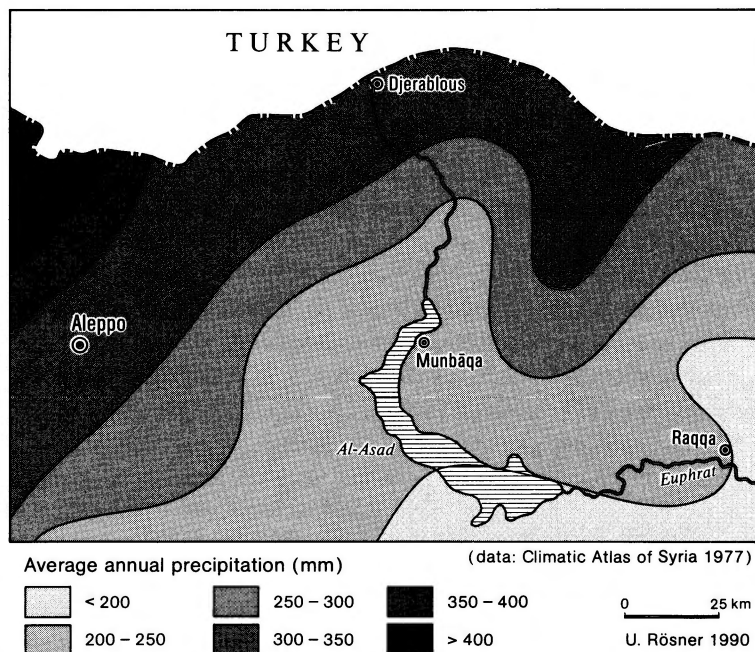 TURKEY
Djerablous
Aleppo
Munbāqa
Raqqa
Al-Asad
Euphrat
Average annual precipitation (mm)
(data: Climatic Atlas of Syria 1977)
< 200
250 – 300
350 – 400
0 25 km
200 – 250
300 – 350
> 400
U. Rösner 1990